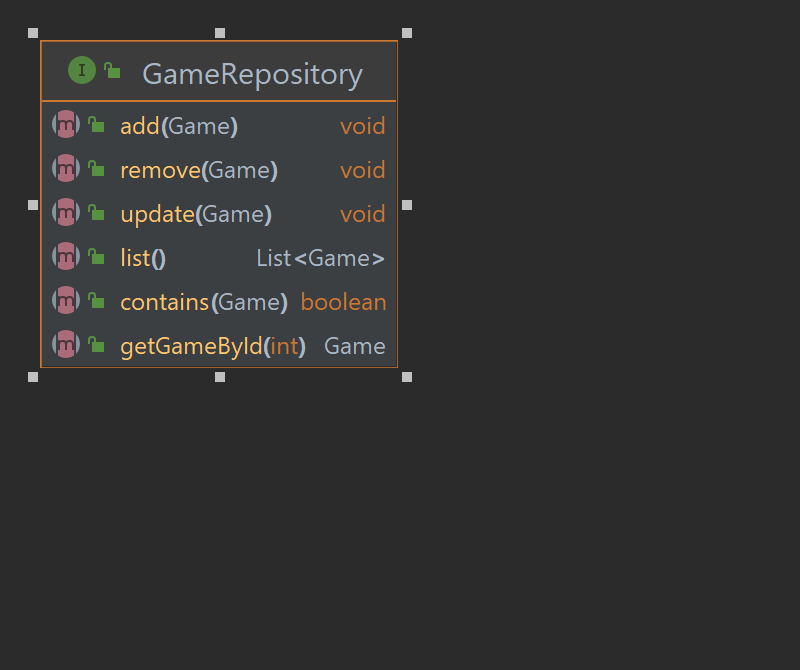 I GameRepository
m add(Game) void
m remove(Game) void
m update(Game) void
m list() List<Game>
m contains(Game) boolean
m getGameById(int) Game